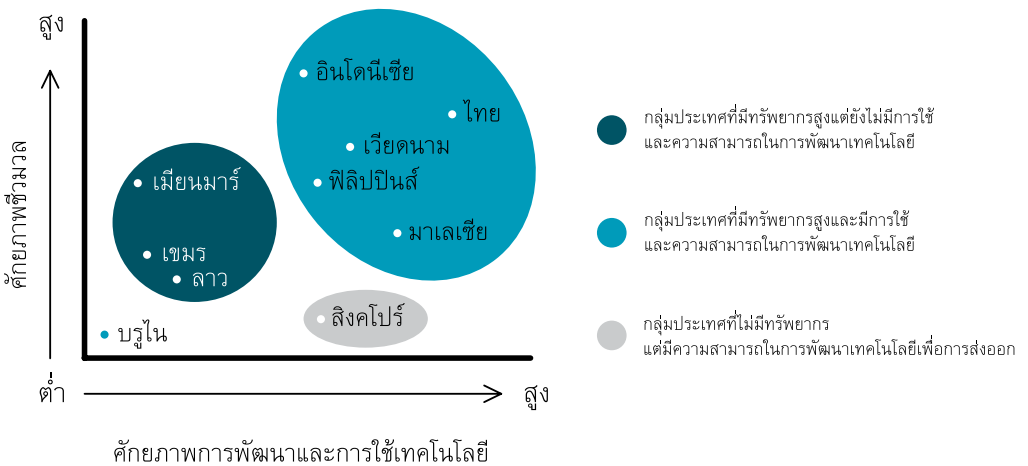 สูง
ศักยภาพชีวมวล
ต่ำ
อินโดนีเซีย
ไทย
เวียดนาม
ฟิลิปปินส์
มาเลเซีย
เมียนมาร์
เขมร
ลาว
สิงคโปร์
บรูไน
สูง
ศักยภาพการพัฒนาและการใช้เทคโนโลยี
กลุ่มประเทศที่มีทรัพยากรสูงแต่ยังไม่มีการใช้
และความสามารถในการพัฒนาเทคโนโลยี
กลุ่มประเทศที่มีทรัพยากรสูงและมีการใช้
และความสามารถในการพัฒนาเทคโนโลยี
กลุ่มประเทศที่ไม่มีทรัพยากร
แต่มีความสามารถในการพัฒนาเทคโนโลยีเพื่อการส่งออก